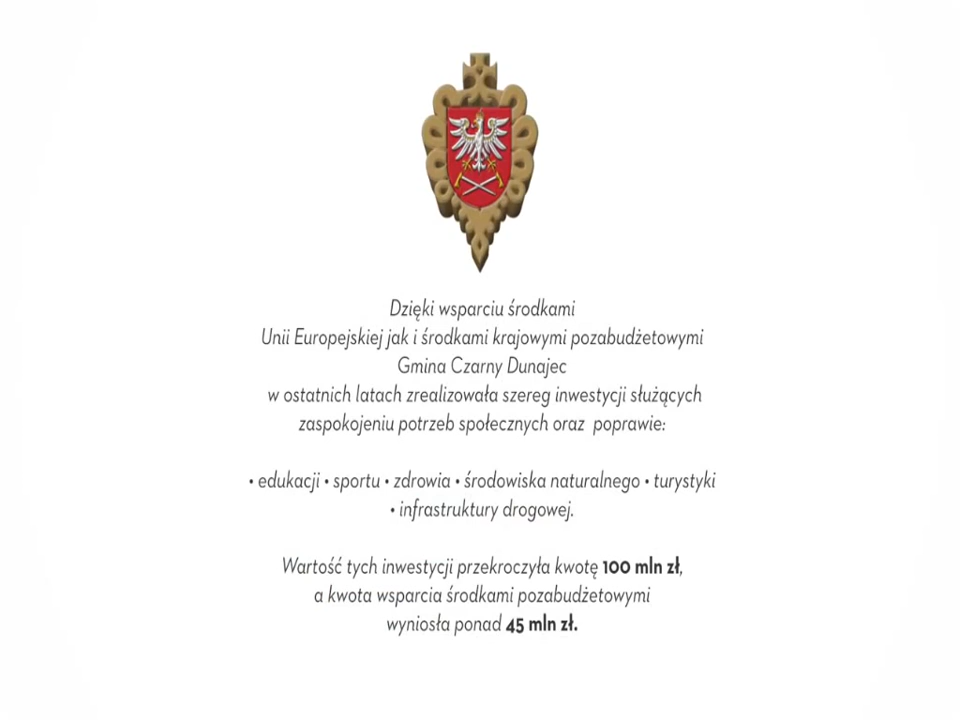 Dzięki wsparciu środkami
Unii Europejskiej jak i środkami krajowymi pozabudżetowymi
Gmina Czarny Dunajec
w ostatnich latach zrealizowała szereg inwestycji służących
zaspokojeniu potrzeb społecznych oraz poprawie:
• edukacji • sportu • zdrowia • środowiska naturalnego • turystyki
• infrastruktury drogowej.
Wartość tych inwestycji przekroczyła kwotę 100 mln zł,
a kwota wsparcia środkami pozabudżetowymi
wyniosła ponad 45 mln zł.